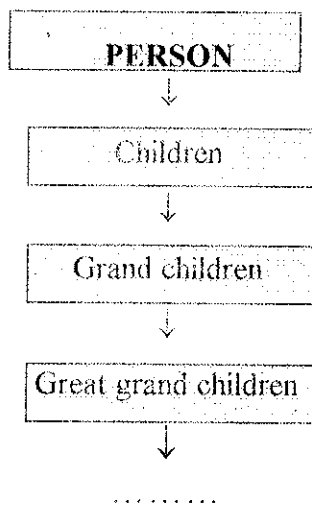 PERSON
Children
Grand children
Great grand children
.........